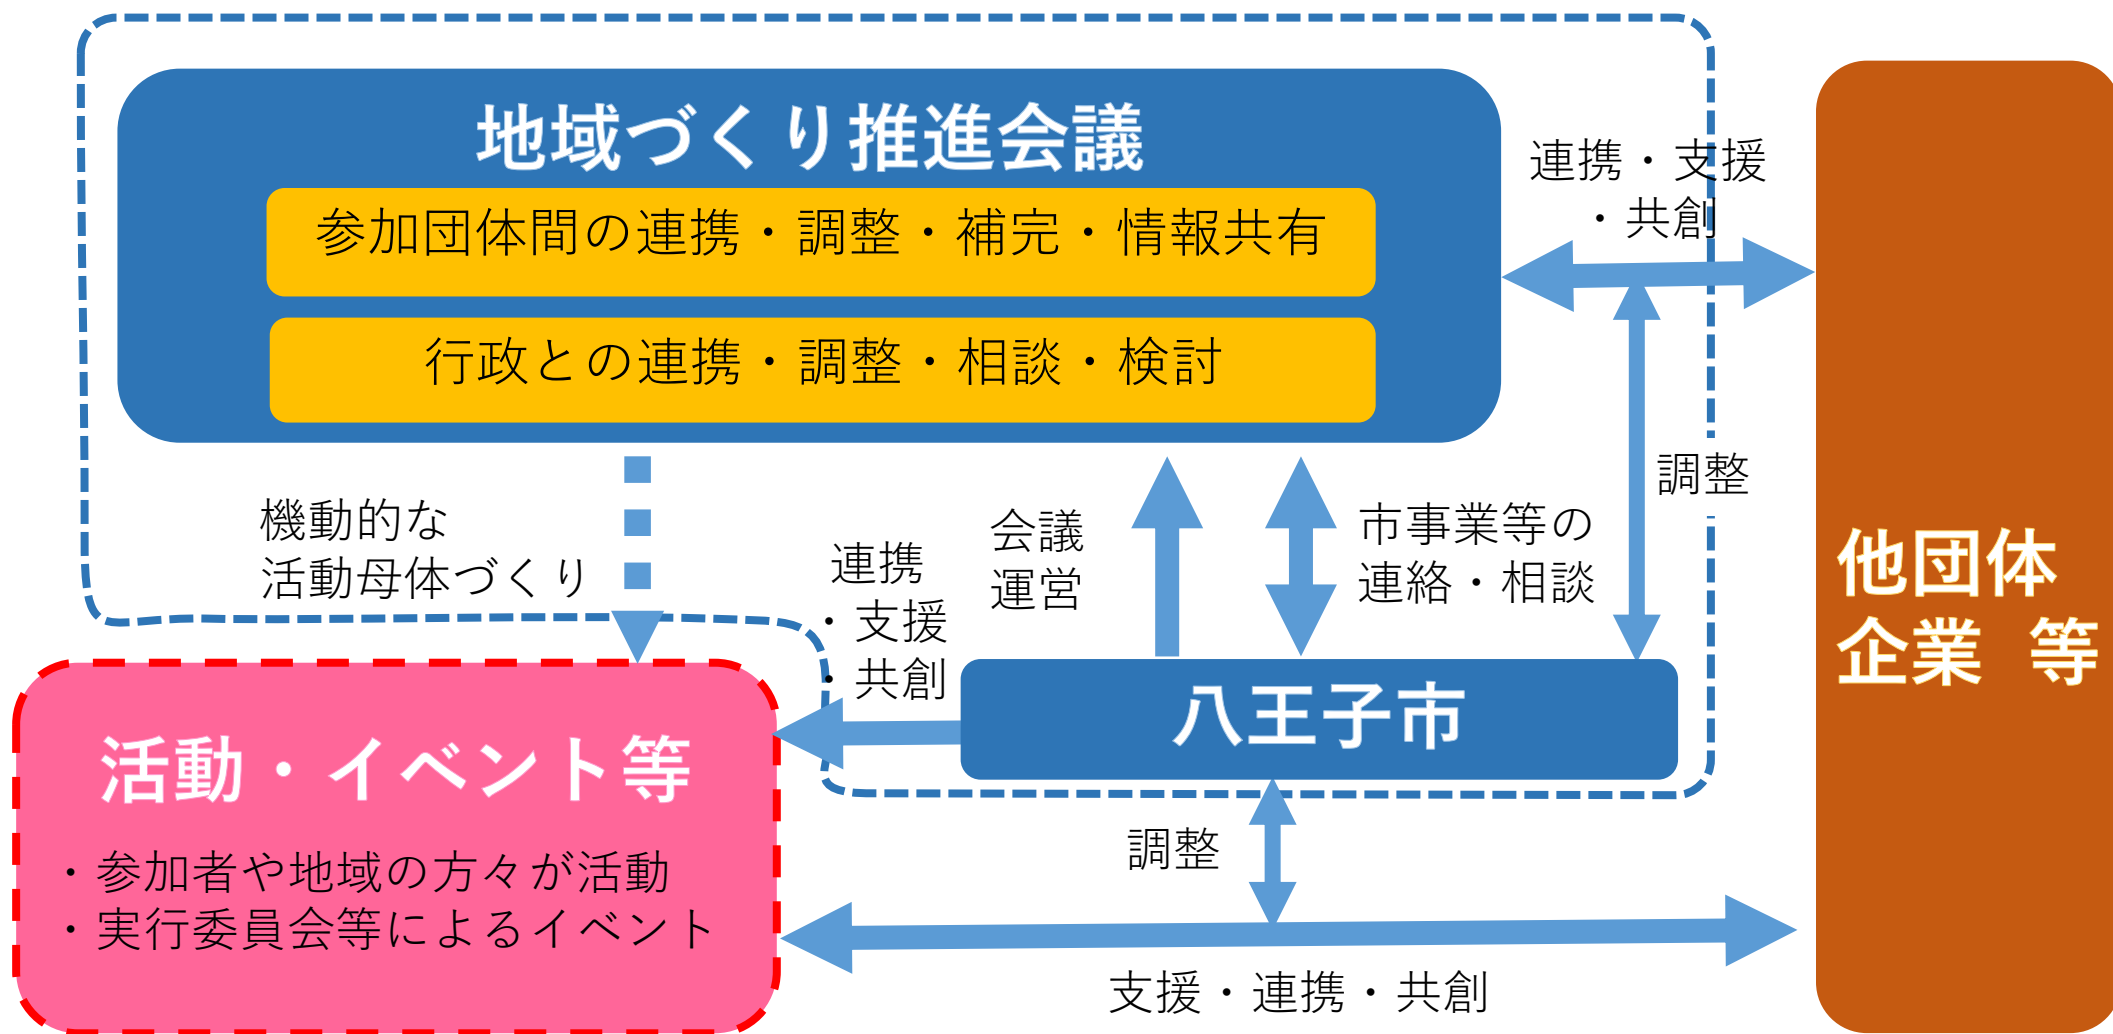 地域づくり推進会議
参加団体間の連携・調整・補完・情報共有
行政との連携・調整・相談・検討
連携・支援
・共創
調整
機動的な
活動母体づくり
連携
・支援
・共創
会議
運営
市事業等の
連絡・相談
他団体
企業 等
八王子市
活動・イベント等
・参加者や地域の方々が活動
・実行委員会等によるイベント
調整
支援・連携・共創